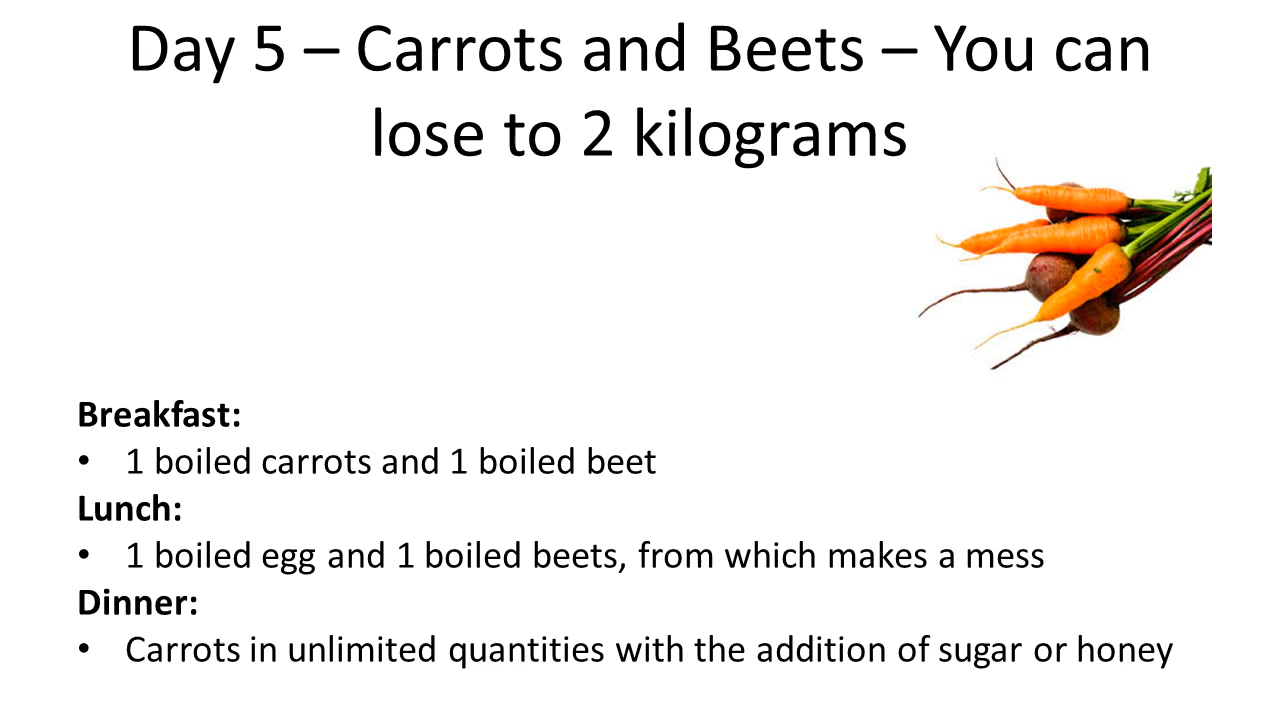 Day 5 – Carrots and Beets – You can
lose to 2 kilograms
Breakfast:
• 1 boiled carrots and 1 boiled beet
Lunch:
• 1 boiled egg and 1 boiled beets, from which makes a mess
Dinner:
• Carrots in unlimited quantities with the addition of sugar or honey